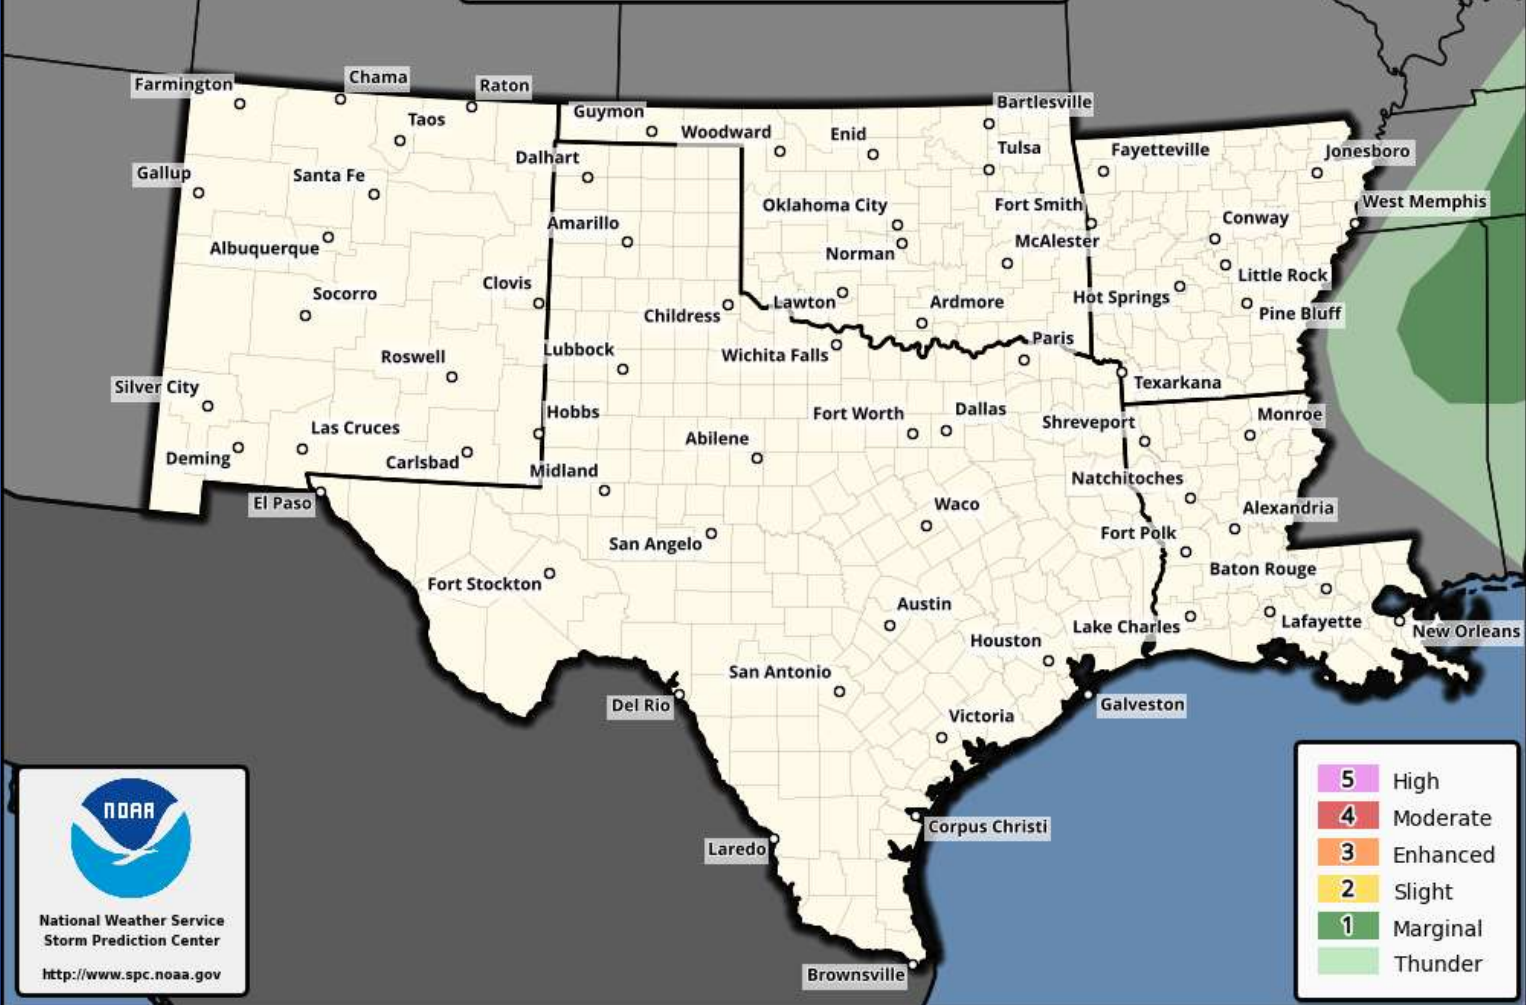 Farmington
Chama
Raton
Taos
Guymon
Woodward
Enid
Bartlesville
Dalhart
Tulsa
Fayetteville
Jonesboro
Gallup
Santa Fe
Oklahoma City
Fort Smith
West Memphis
Amarillo
Conway
Albuquerque
Norman
McAlester
Little Rock
Clovis
Socorro
Childress
Lawton
Ardmore
Hot Springs
Pine Bluff
Roswell
Lubbock
Wichita Falls
Paris
Texarkana
Silver City
Hobbs
Fort Worth
Dallas
Shreveport
Monroe
Las Cruces
Abilene
Deming
Carlsbad
Midland
Natchitoches
El Paso
Waco
Alexandria
San Angelo
Fort Polk
Fort Stockton
Baton Rouge
Austin
Houston
Lake Charles
Lafayette
New Orleans
San Antonio
Del Rio
Victoria
Galveston
Corpus Christi
Laredo
Brownsville
NOAA
National Weather Service
Storm Prediction Center
http://www.spc.noaa.gov
5 High
4 Moderate
3 Enhanced
2 Slight
1 Marginal
Thunder